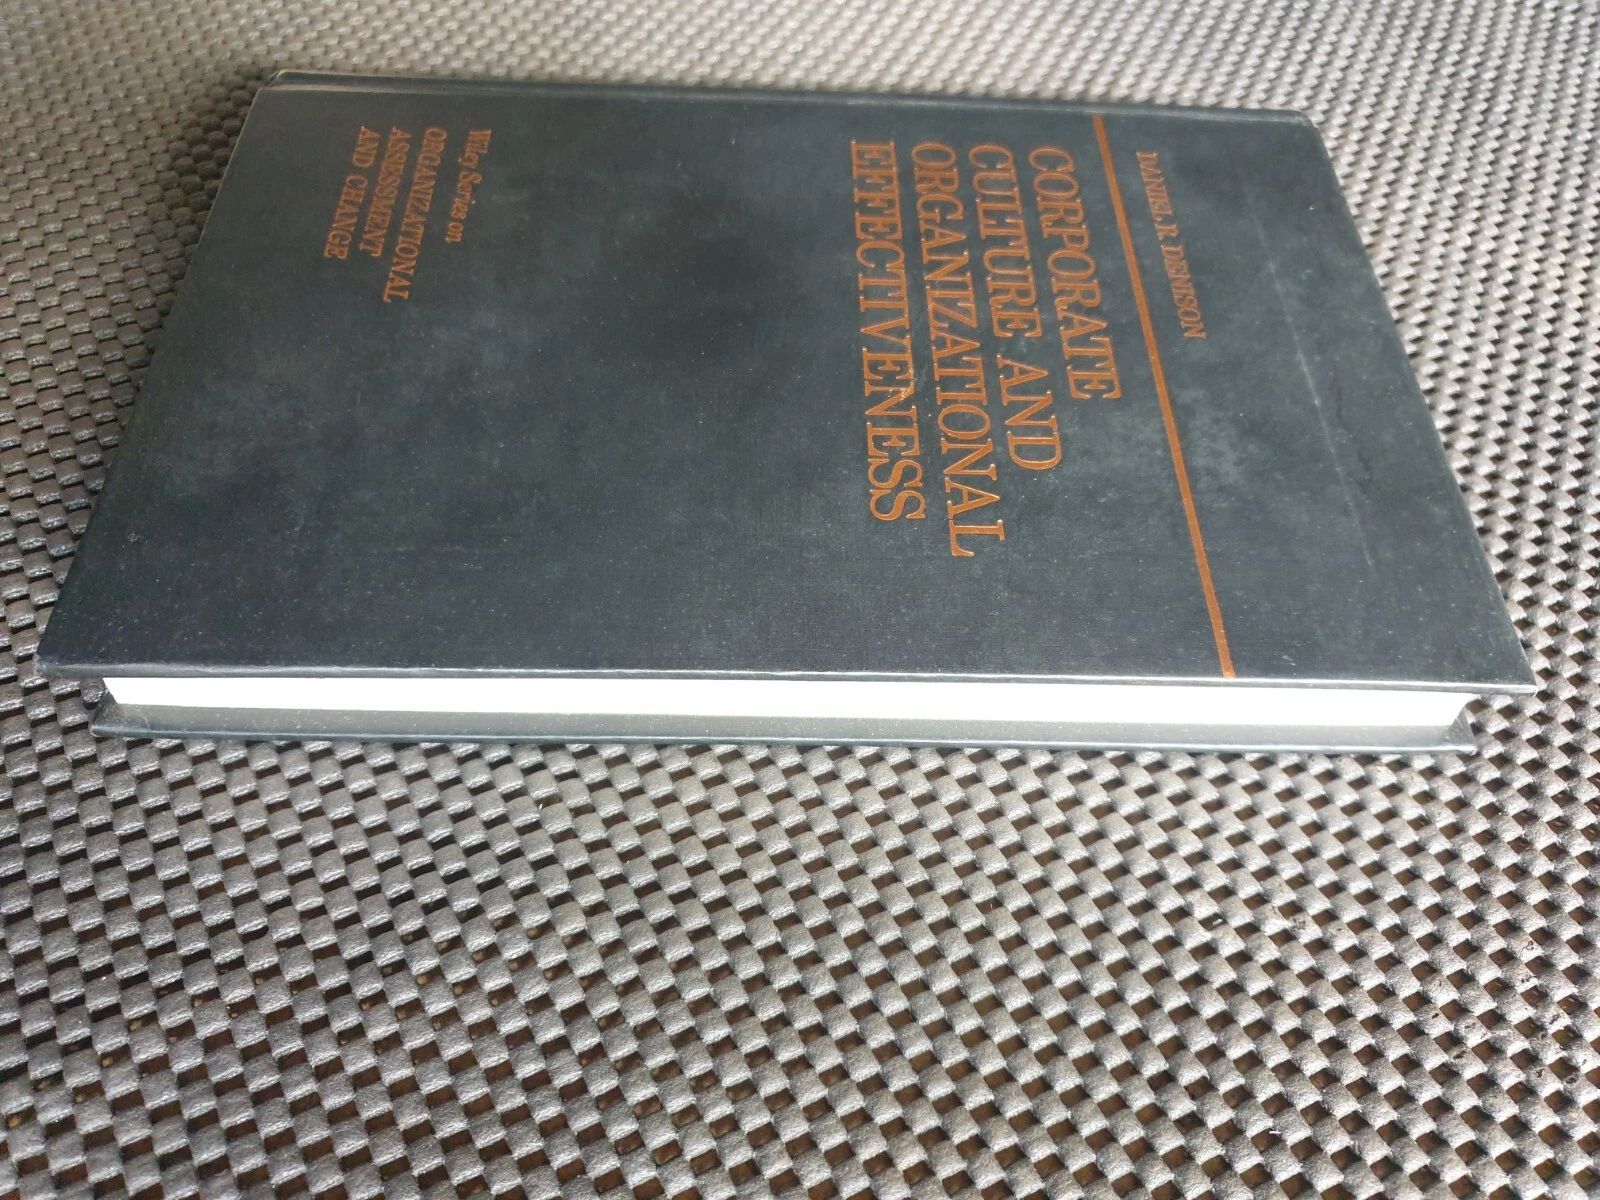 DANIEL R. DENISON
CORPORATE
CULTURE AND
ORGANIZATIONAL
EFFECTIVENESS
Wiley Series on
ORGANIZATIONAL
ASSESSMENT
AND CHANGE